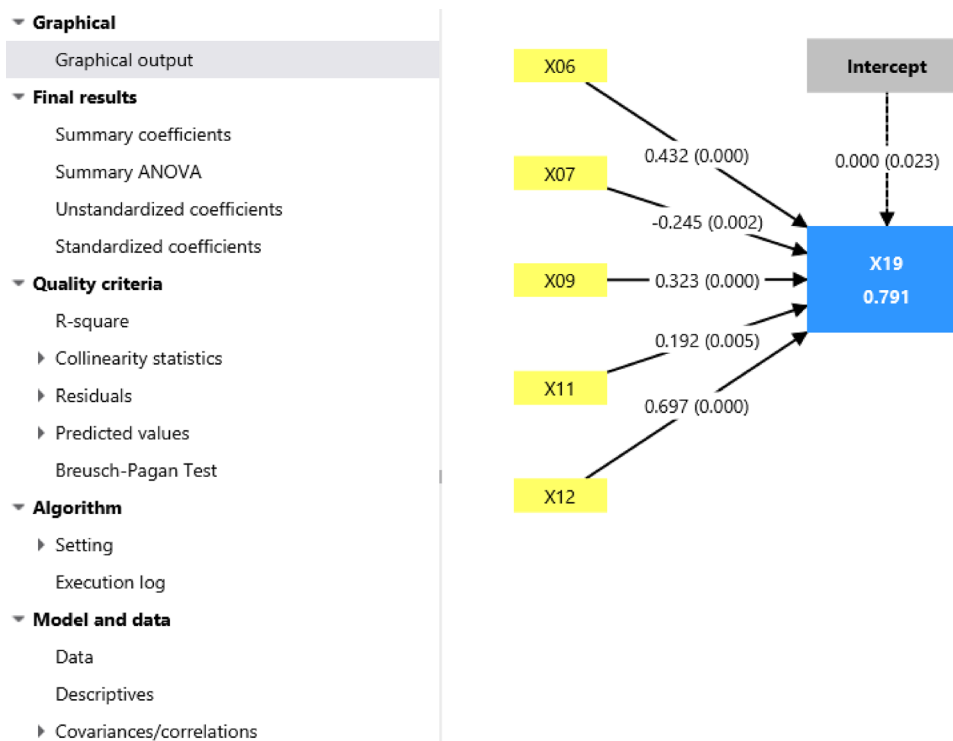 Graphical
Graphical output
Final results
Summary coefficients
Summary ANOVA
Unstandardized coefficients
Standardized coefficients
Quality criteria
R-square
Collinearity statistics
Residuals
Predicted values
Breusch-Pagan Test
Algorithm
Setting
Execution log
Model and data
Data
Descriptives
Covariances/correlations
X06
Intercept
0.432 (0.000)
0.000 (0.023)
X07
-0.245 (0.002)
X19
0.791
X09
0.323 (0.000)
0.192 (0.005)
X11
0.697 (0.000)
X12